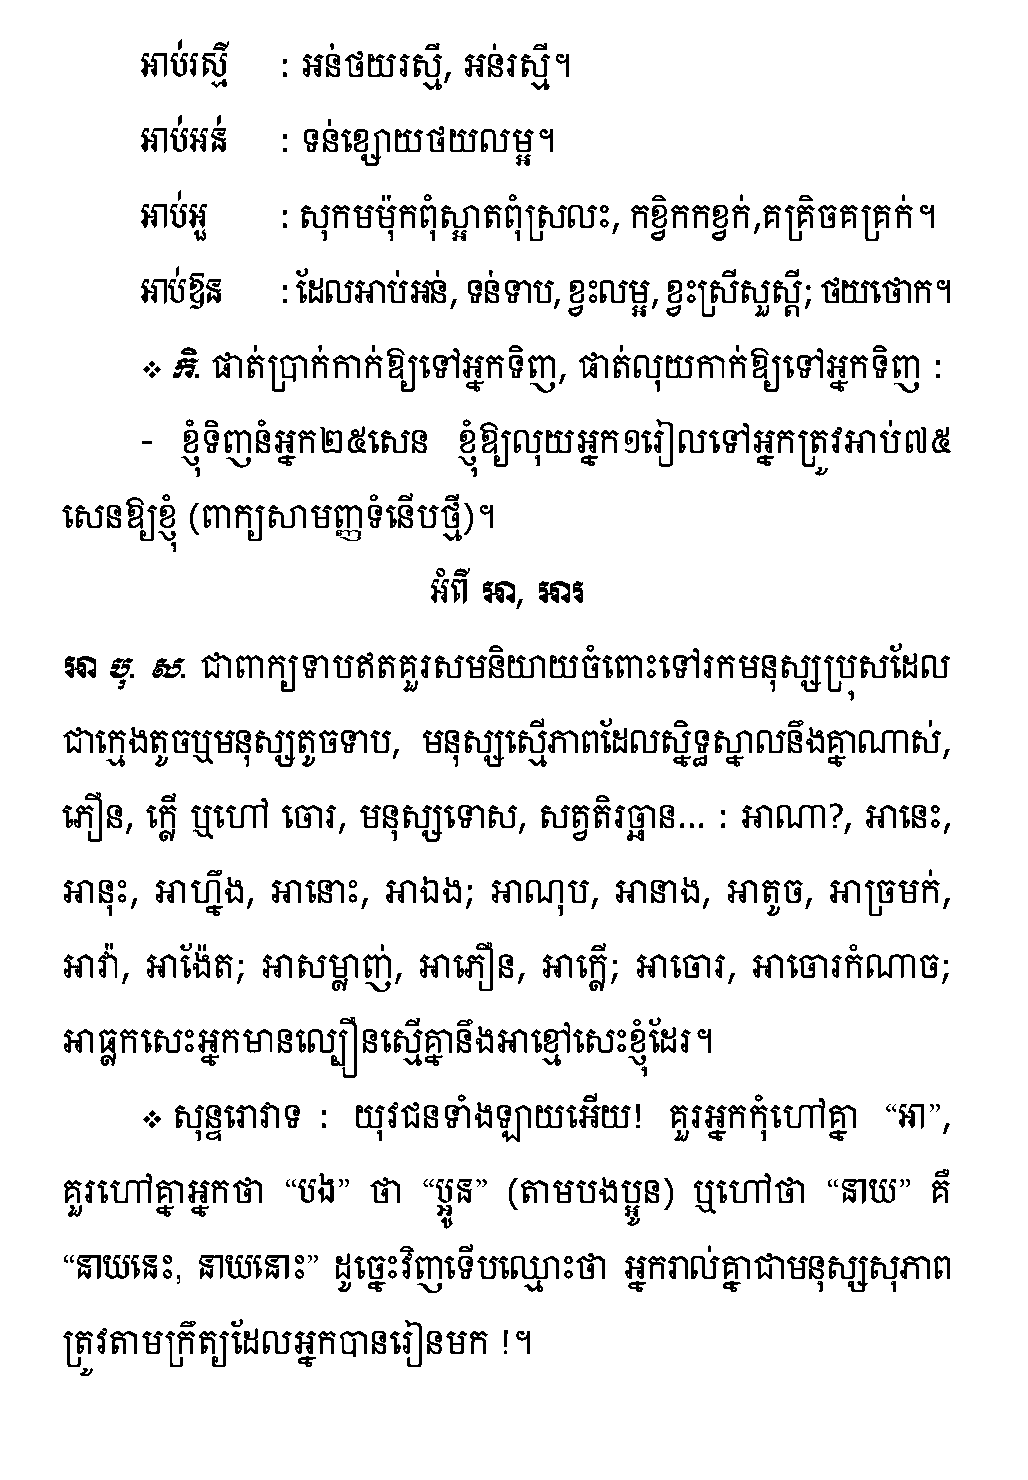 អាប់រស្មី : អន់ថយរស្មី, អន់រស្មី។
អាប់អន់ : ទន់ខ្សោយថយលម្អ។
អាប់អួ : សុកមម៉ុកពុំស្អាតពុំស្រលះ, កខ្វិកកខ្វក់,គគ្រិចគគ្រក់។
អាប់ឱន : ដែលអាប់អន់, ទន់ទាប, ខ្វះលម្អ, ខ្វះស្រីសួស្តី; ថយថោក។
❖ កិ. ផាត់ប្រាក់កាក់ឱ្យទៅអ្នកទិញ, ផាត់លុយកាក់ឱ្យទៅអ្នកទិញ :
- ខ្ញុំទិញនំអ្នក២៥សេន ខ្ញុំឱ្យលុយអ្នក១រៀលទៅអ្នកត្រូវអាប់៧៥
សេនឱ្យខ្ញុំ (ពាក្យសាមញ្ញទំនើបថ្មី)។
អំពី អា, អារ
អា ឫ. ស. ជាពាក្យទាបឥតគួរសមនិយាយចំពោះទៅរកមនុស្សប្រុសដែល
ជាក្មេងតូចឬមនុស្សតូចទាប, មនុស្សស្មើភាពដែលស្និទ្ធស្នាលនឹងគ្នាណាស់,
ភឿន, ក្លើ ឬហៅ ចោរ, មនុស្សទោស, សត្វតិរច្ឆាន... : អាណា?, អានេះ,
អានុះ, អាហ្នឹង, អានោះ, អាឯង; អាណុប, អានាង, អាតូច, អាច្រមក់,
អាវ៉ា, អាង៉ែត; អាសម្លាញ់, អាភឿន, អាក្លើ; អាចោរ, អាចោរកំណាច;
អាធ្លកសេះអ្នកមានល្បឿនស្មើគ្នានឹងអាខ្មៅសេះខ្ញុំដែរ។
❖ សុន្ទរោវាទ : យុវជនទាំងឡាយអើយ! គួរអ្នកកុំហៅគ្នា “អា”,
គួរហៅគ្នាអ្នកថា “បង” ថា “ប្អូន” (តាមបងប្អូន) ឬហៅថា “នាយ” គឺ
“នាយនេះ, នាយនោះ” ដូច្នេះវិញទើបឈ្មោះថា អ្នករាល់គ្នាជាមនុស្សសុភាព
ត្រូវតាមក្រឹត្យដែលអ្នកបានរៀនមក !។